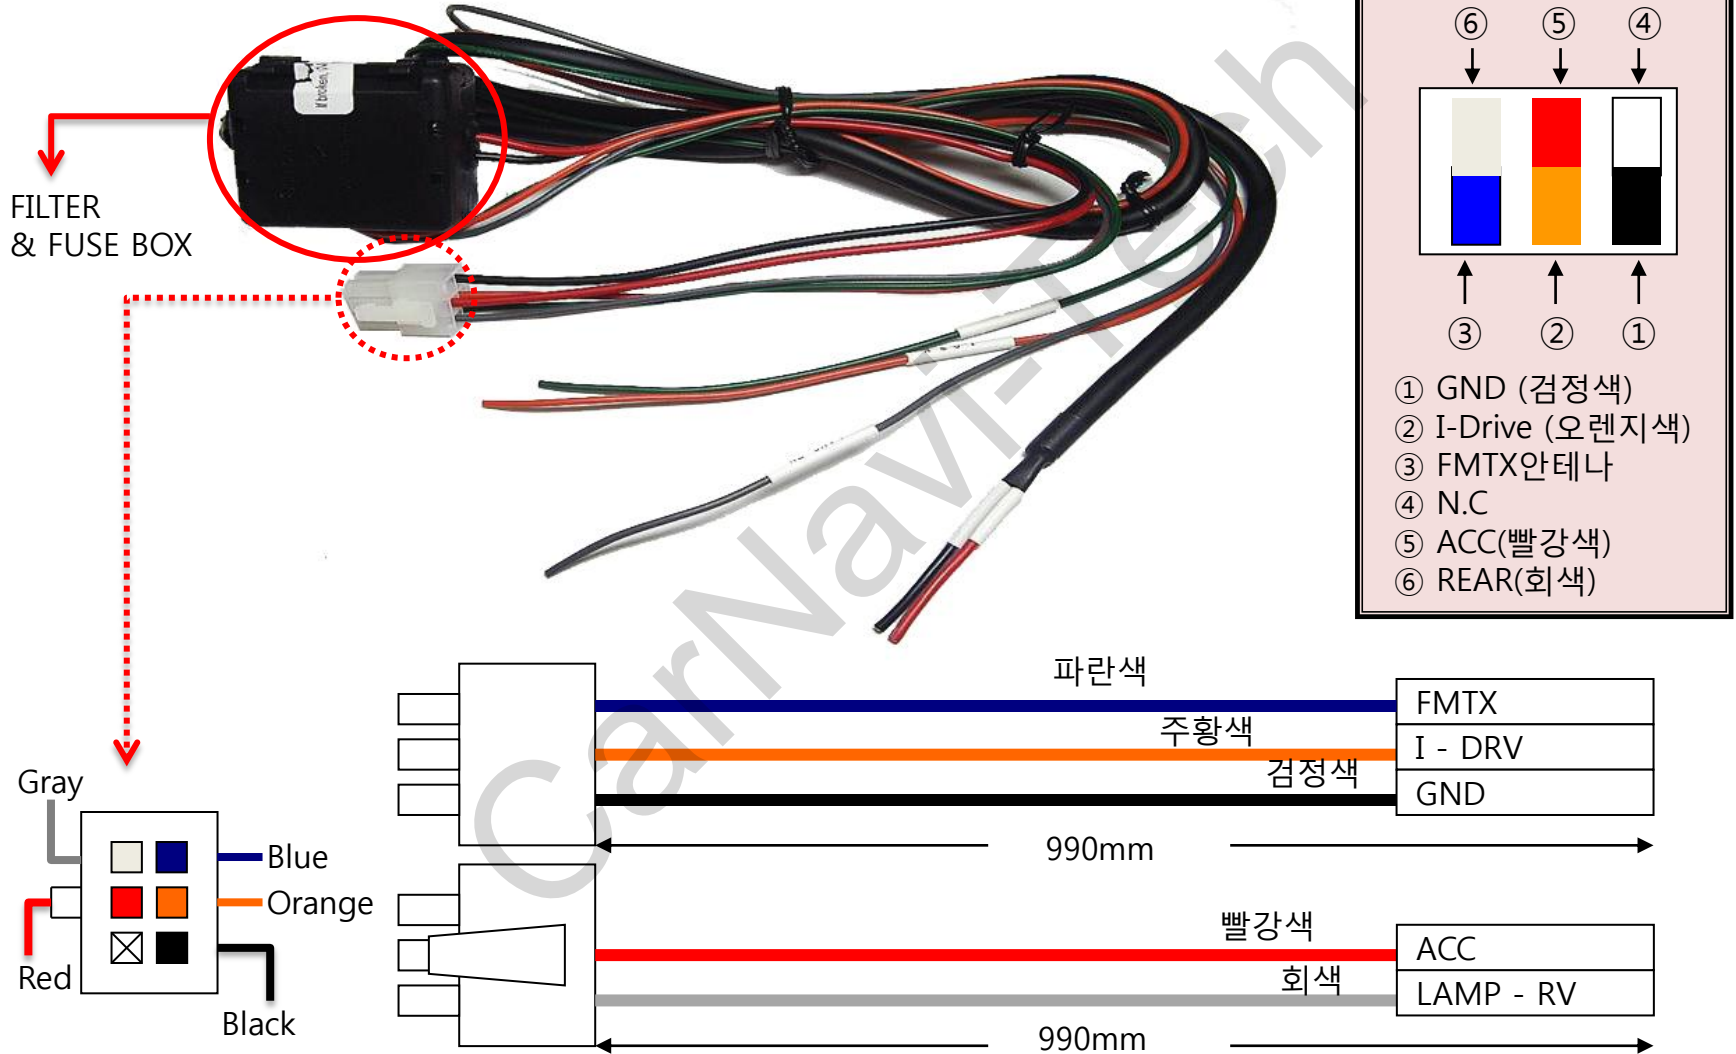 ⑥ ⑤ ④
If broken, W
FILTER
& FUSE BOX
③ ② ①
① GND (검정색)
② I-Drive (오렌지색)
③ FMTX안테나
④ N.C
⑤ ACC(빨강색)
⑥ REAR(회색)
CarNavi-Tech
파란색
FMTX
주황색
I - DRV
검정색
GND
990mm
Gray
Blue
Orange
Red
Black
빨강색
ACC
회색
LAMP - RV
990mm